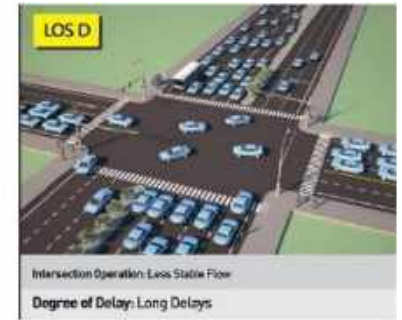 LOS D
Intersection Operation: Less Stable Flow
Degree of Delay: Long Delays